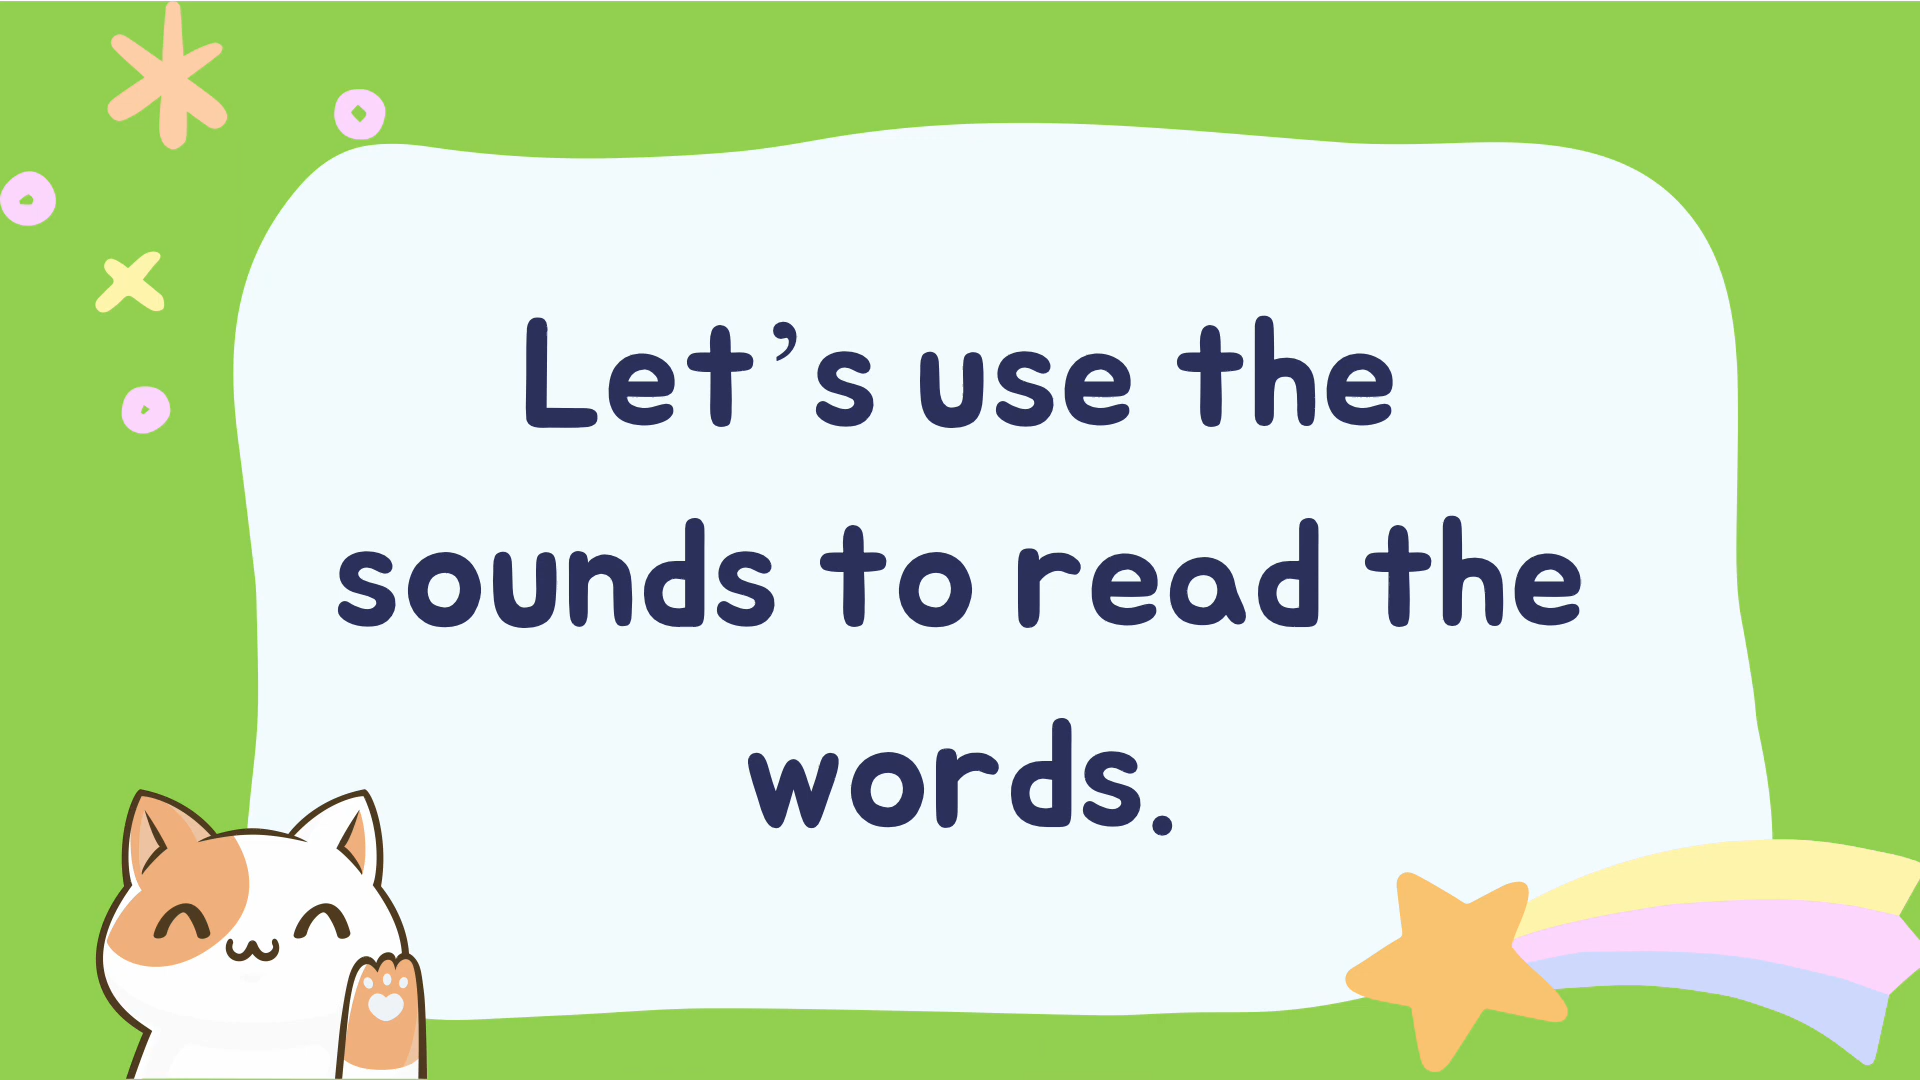 Let’s use the
sounds to read the
words.